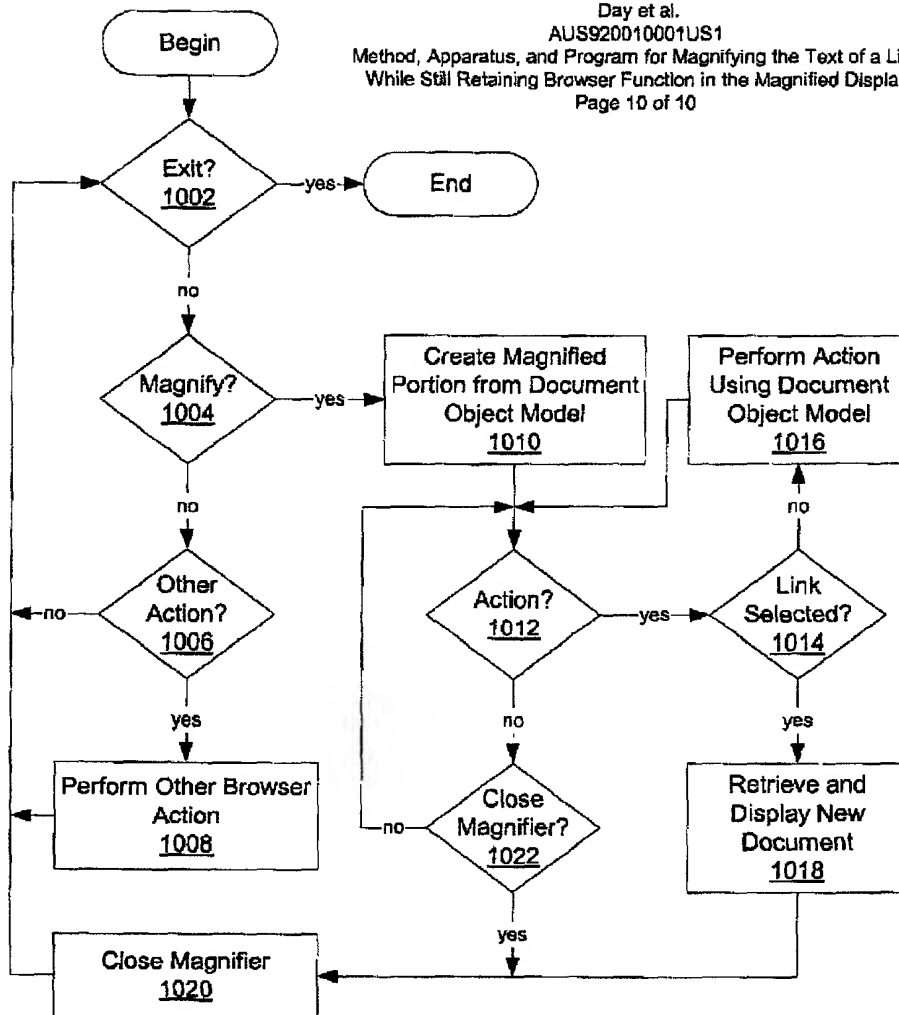 Day et al.
AUS920010001US1
Method, Apparatus, and Program for Magnifying the Text of a Li
While Still Retaining Browser Function in the Magnified Displa
Page 10 of 10
Begin
Exit?
1002
yes
End
no
Magnify?
1004
yes
Create Magnified
Portion from Document
Object Model
1010
Perform Action
Using Document
Object Model
1016
no
no
Other
Action?
1006
no
Action?
1012
yes
Link
Selected?
1014
yes
no
yes
Perform Other Browser
Action
1008
no
Close
Magnifier?
1022
Retrieve and
Display New
Document
1018
yes
Close Magnifier
1020